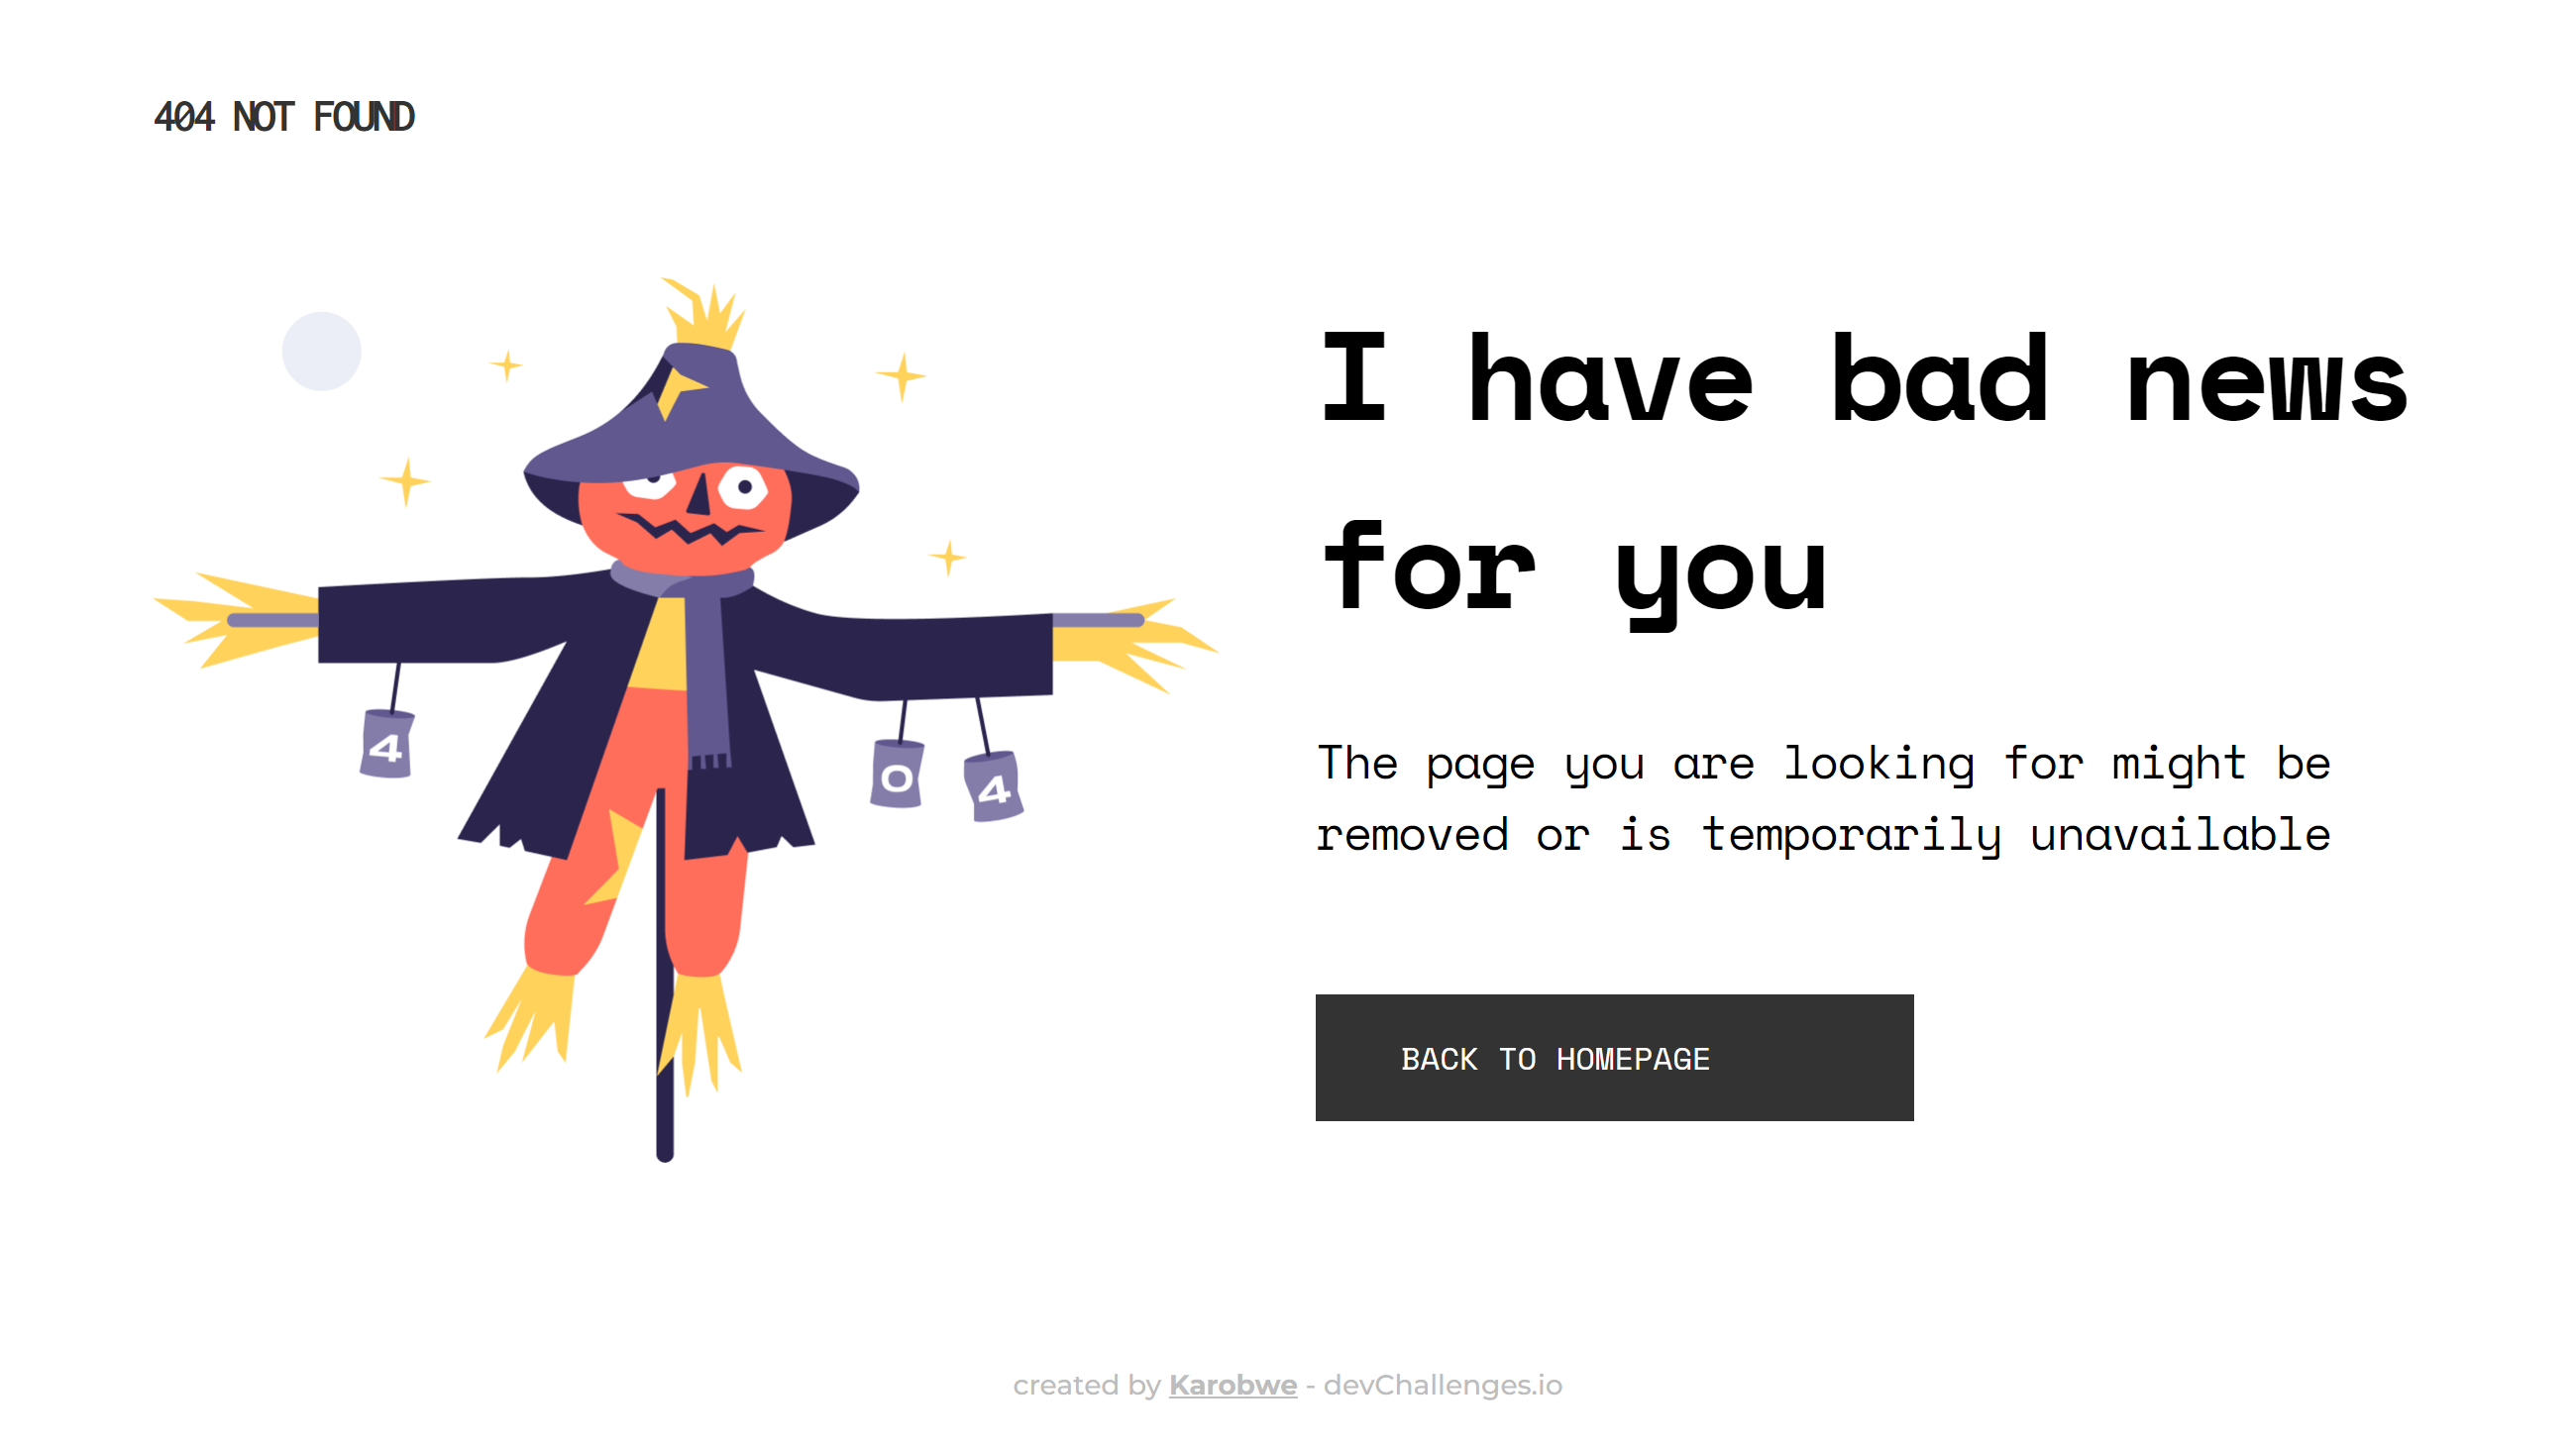 404 NOT FOUND
I have bad news
for you
4
0
4
The page you are looking for might be
removed or is temporarily unavailable
BACK TO HOMEPAGE
created by Karobwe - devChallenges.io